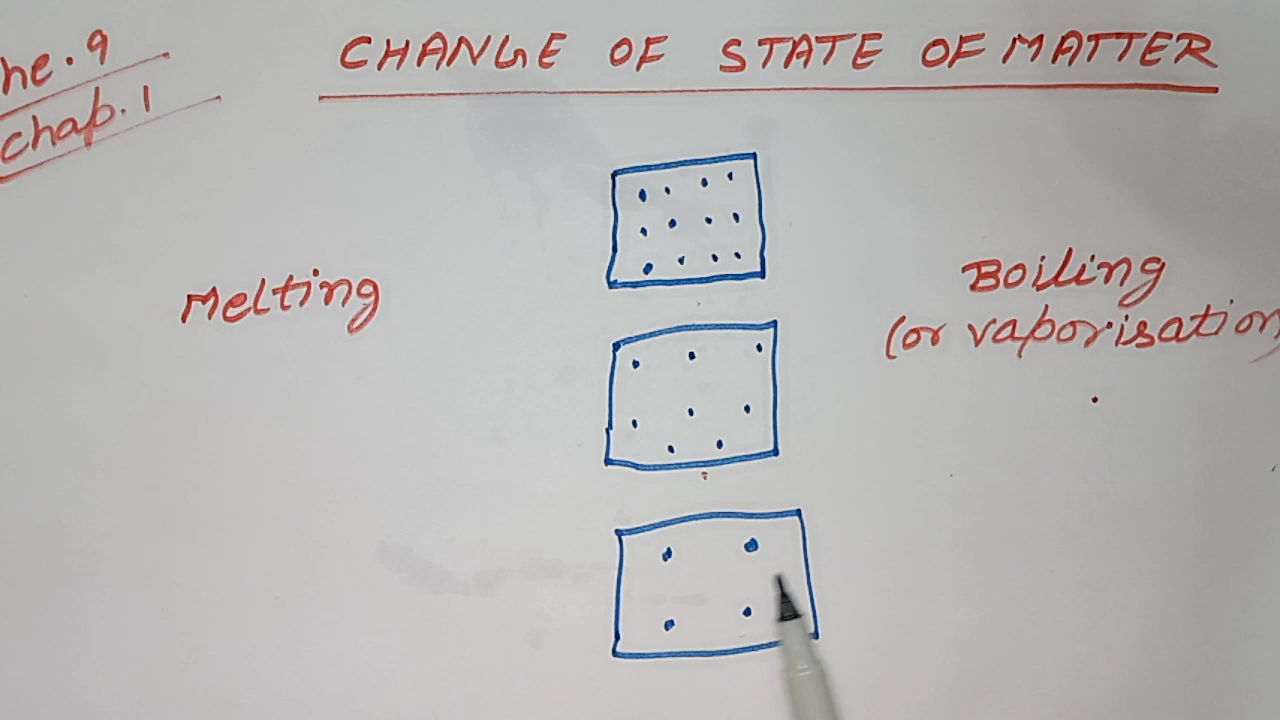 he. 9
CHANGE OF STATE OF MATTER
chap. 1
Melting
Boiling
(or vaporisation